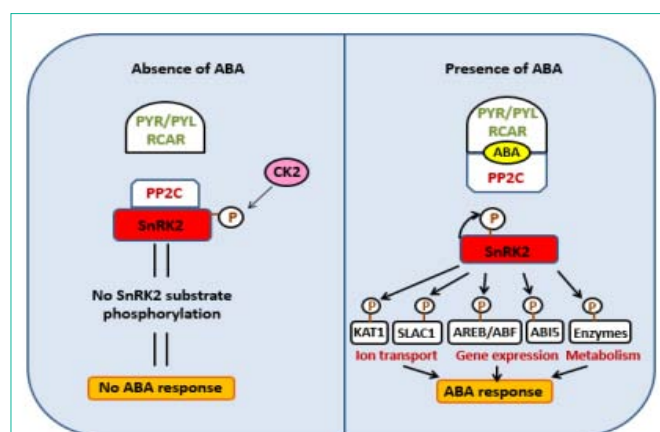 Absence of ABA
PYR/PYL
RCAR
PP2C
CK2
SnRK2
P
No SnRK2 substrate
phosphorylation
No ABA response
Presence of ABA
PYR/PYL
RCAR
ABA
PP2C
P
SnRK2
P P P P P
KAT1 SLAC1 AREB/ABF ABI5 Enzymes
Ion transport Gene expression Metabolism
ABA response